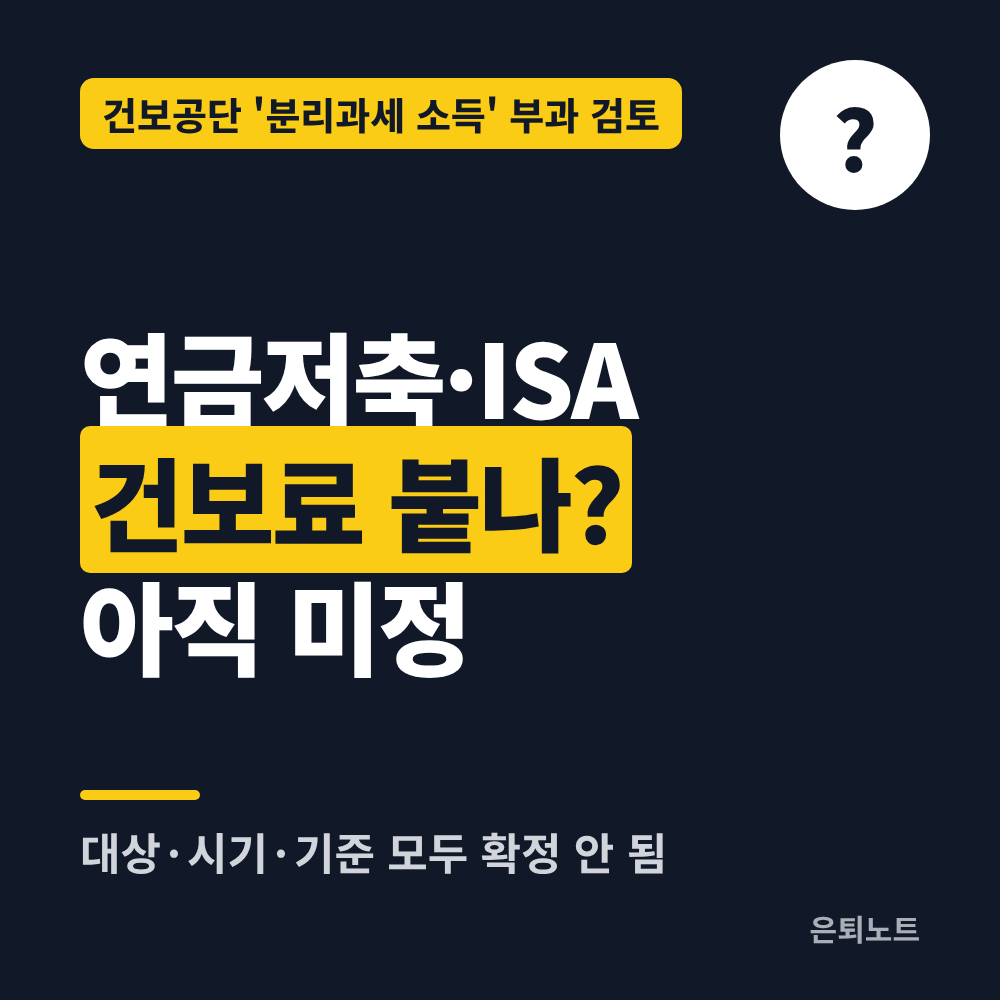 건보공단 '분리과세 소득' 부과 검토
?
연금저축·ISA
건보료 붙나?
아직 미정
대상·시기·기준 모두 확정 안 됨
은퇴노트